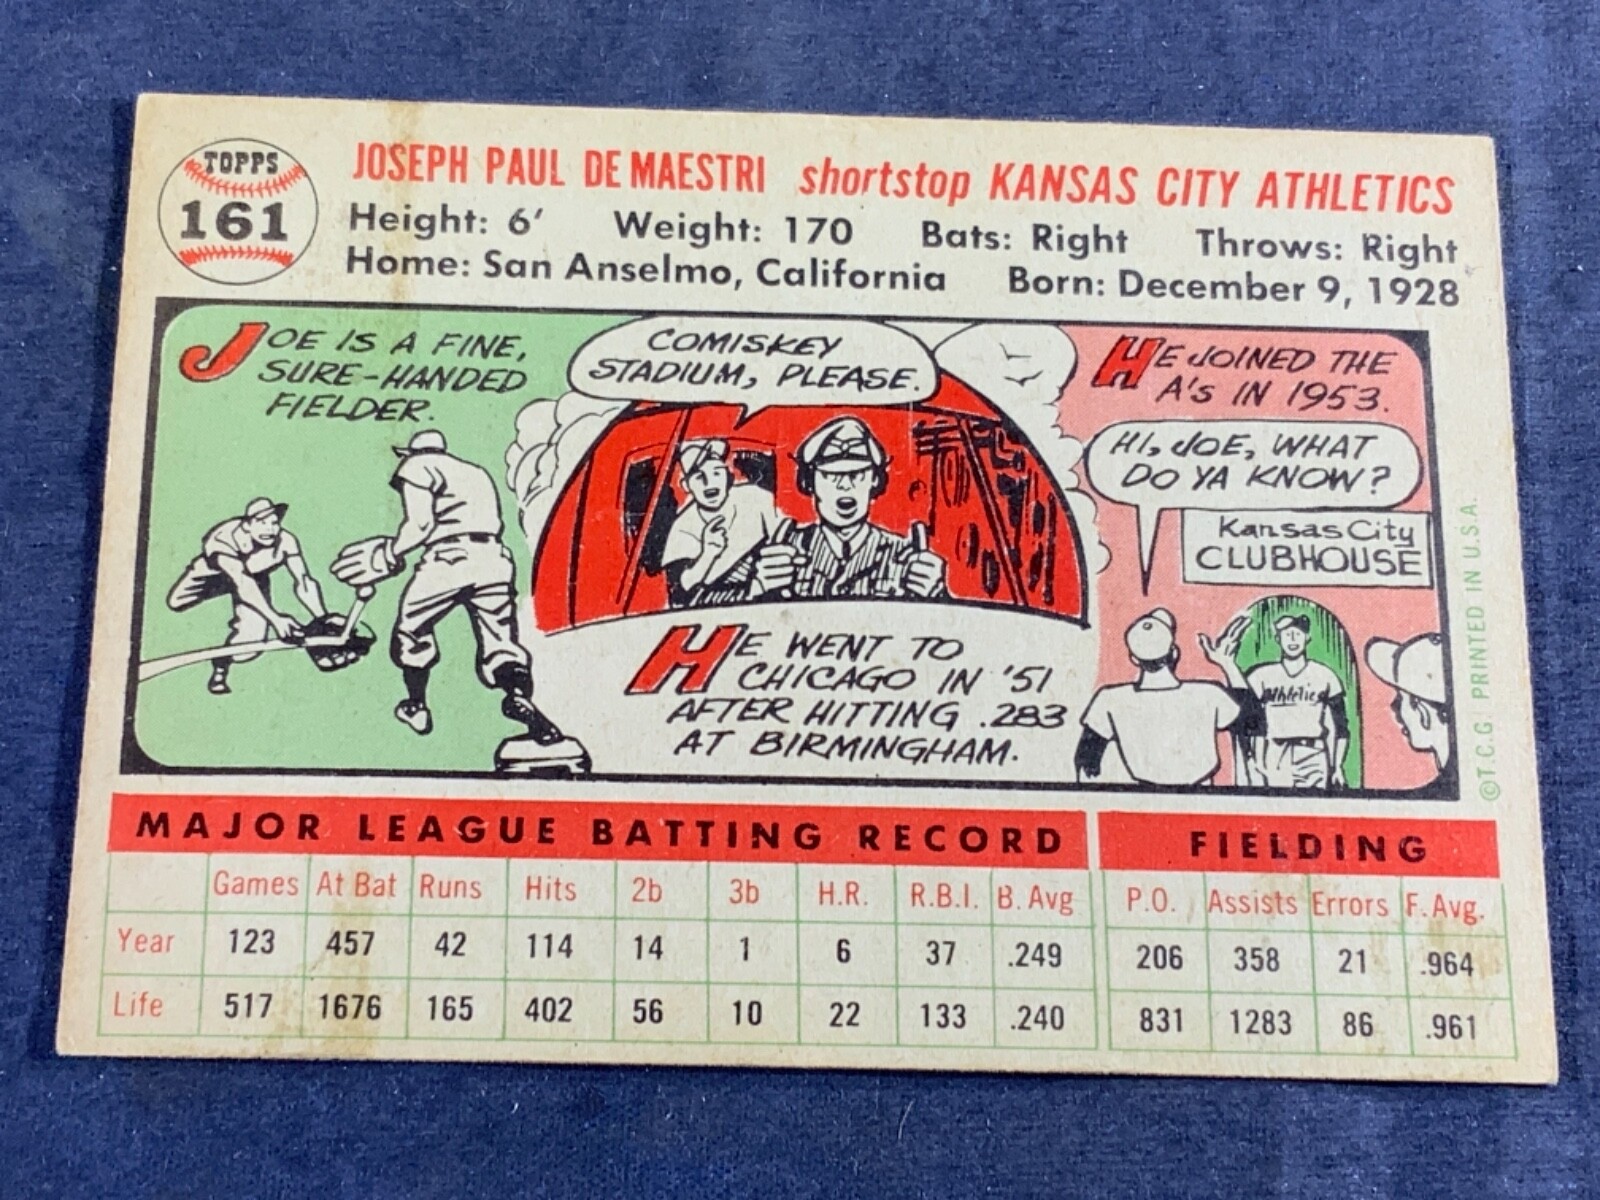 TOPPS
161
JOSEPH PAUL DE MAESTRI shortstop KANSAS CITY ATHLETICS
Height: 6' Weight: 170 Bats: Right Throws: Right
Home: San Anselmo, California Born: December 9, 1928
JOE IS A FINE,
SURE-HANDED
FIELDER.
COMISKEY
STADIUM, PLEASE.
HE WENT TO
CHICAGO IN '51
AFTER HITTING .283
AT BIRMINGHAM.
HE JOINED THE
A's IN 1953.
HI, JOE, WHAT
DO YA KNOW?
Kansas City
CLUBHOUSE
Athletics
©T.C.G. PRINTED IN U.S.A.
MAJOR LEAGUE BATTING RECORD FIELDING
Games At Bat Runs Hits 2b 3b H.R. R.B.I. B. Avg P.O. Assists Errors F. Avg.
Year 123 457 42 114 14 1 6 37 .249 206 358 21 .964
Life 517 1676 165 402 56 10 22 133 .240 831 1283 86 .961